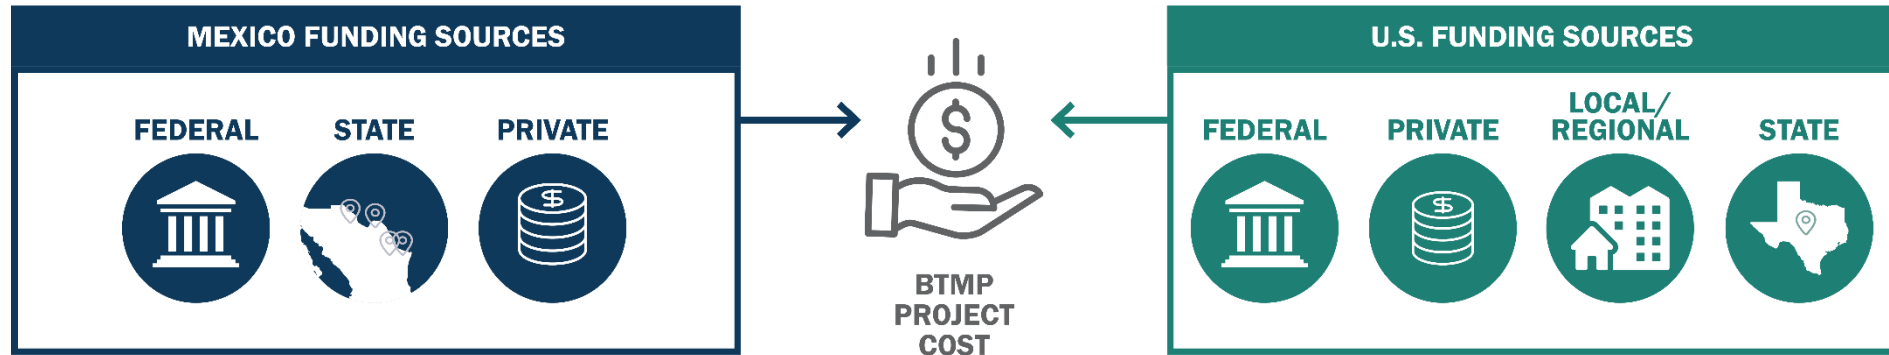 MEXICO FUNDING SOURCES
FEDERAL
STATE
PRIVATE
$
$
BTMP
PROJECT
COST
U.S. FUNDING SOURCES
FEDERAL
PRIVATE
LOCAL/
REGIONAL
STATE
$